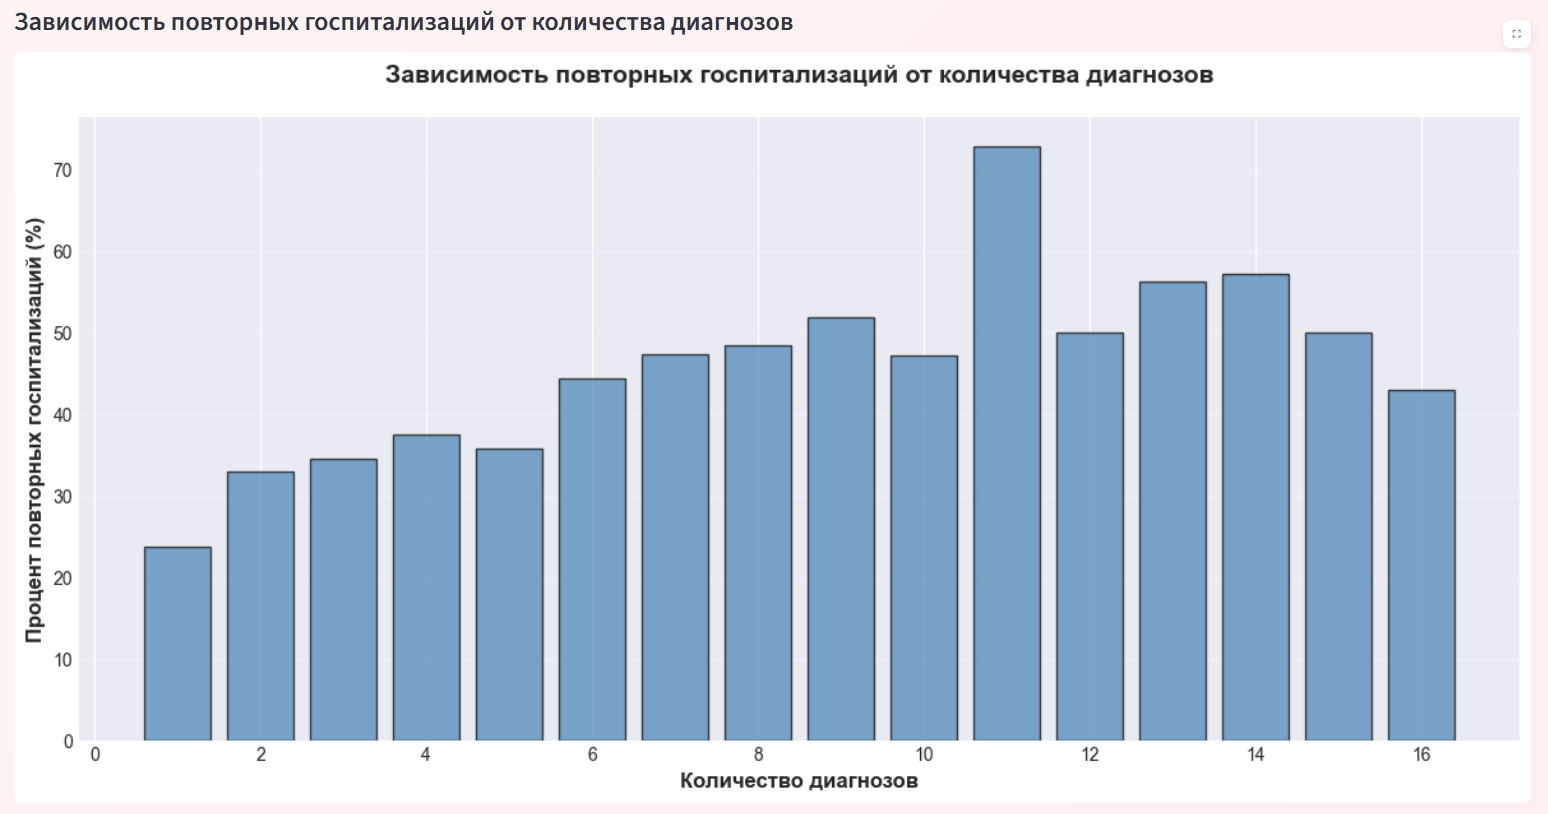 Зависимость повторных госпитализаций от количества диагнозов
Зависимость повторных госпитализаций от количества диагнозов
Процент повторных госпитализаций (%)
70
60
50
40
30
20
10
0
0 2 4 6 8 10 12 14 16
Количество диагнозов